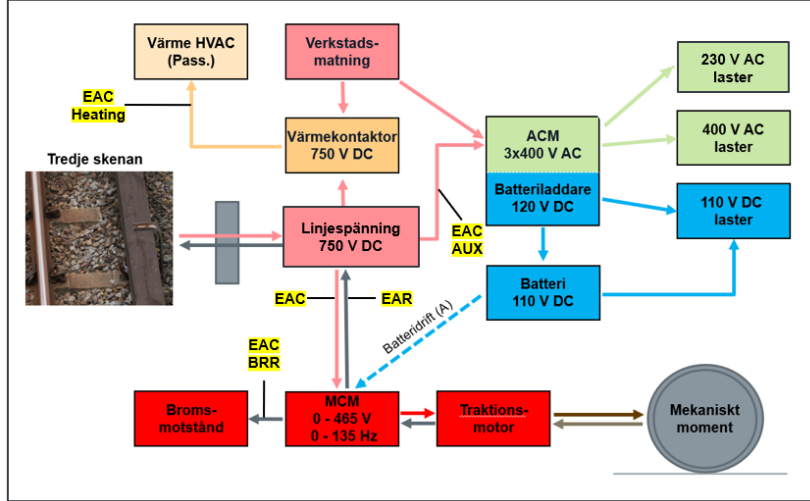 Värme HVAC
(Pass.)
Verkstads-
matning
230 V AC
laster
EAC
Heating
Värmekontaktor
750 V DC
ACM
3x400 V AC
400 V AC
laster
Tredje skenan
Batteriladdare
120 V DC
110 V DC
laster
Linjespänning
750 V DC
EAC
AUX
Batteri
110 V DC
EAC
EAR
Batteridrift (A)
EAC
BRR
Broms-
motstånd
MCM
0 - 465 V
0 - 135 Hz
Traktions-
motor
Mekaniskt
moment